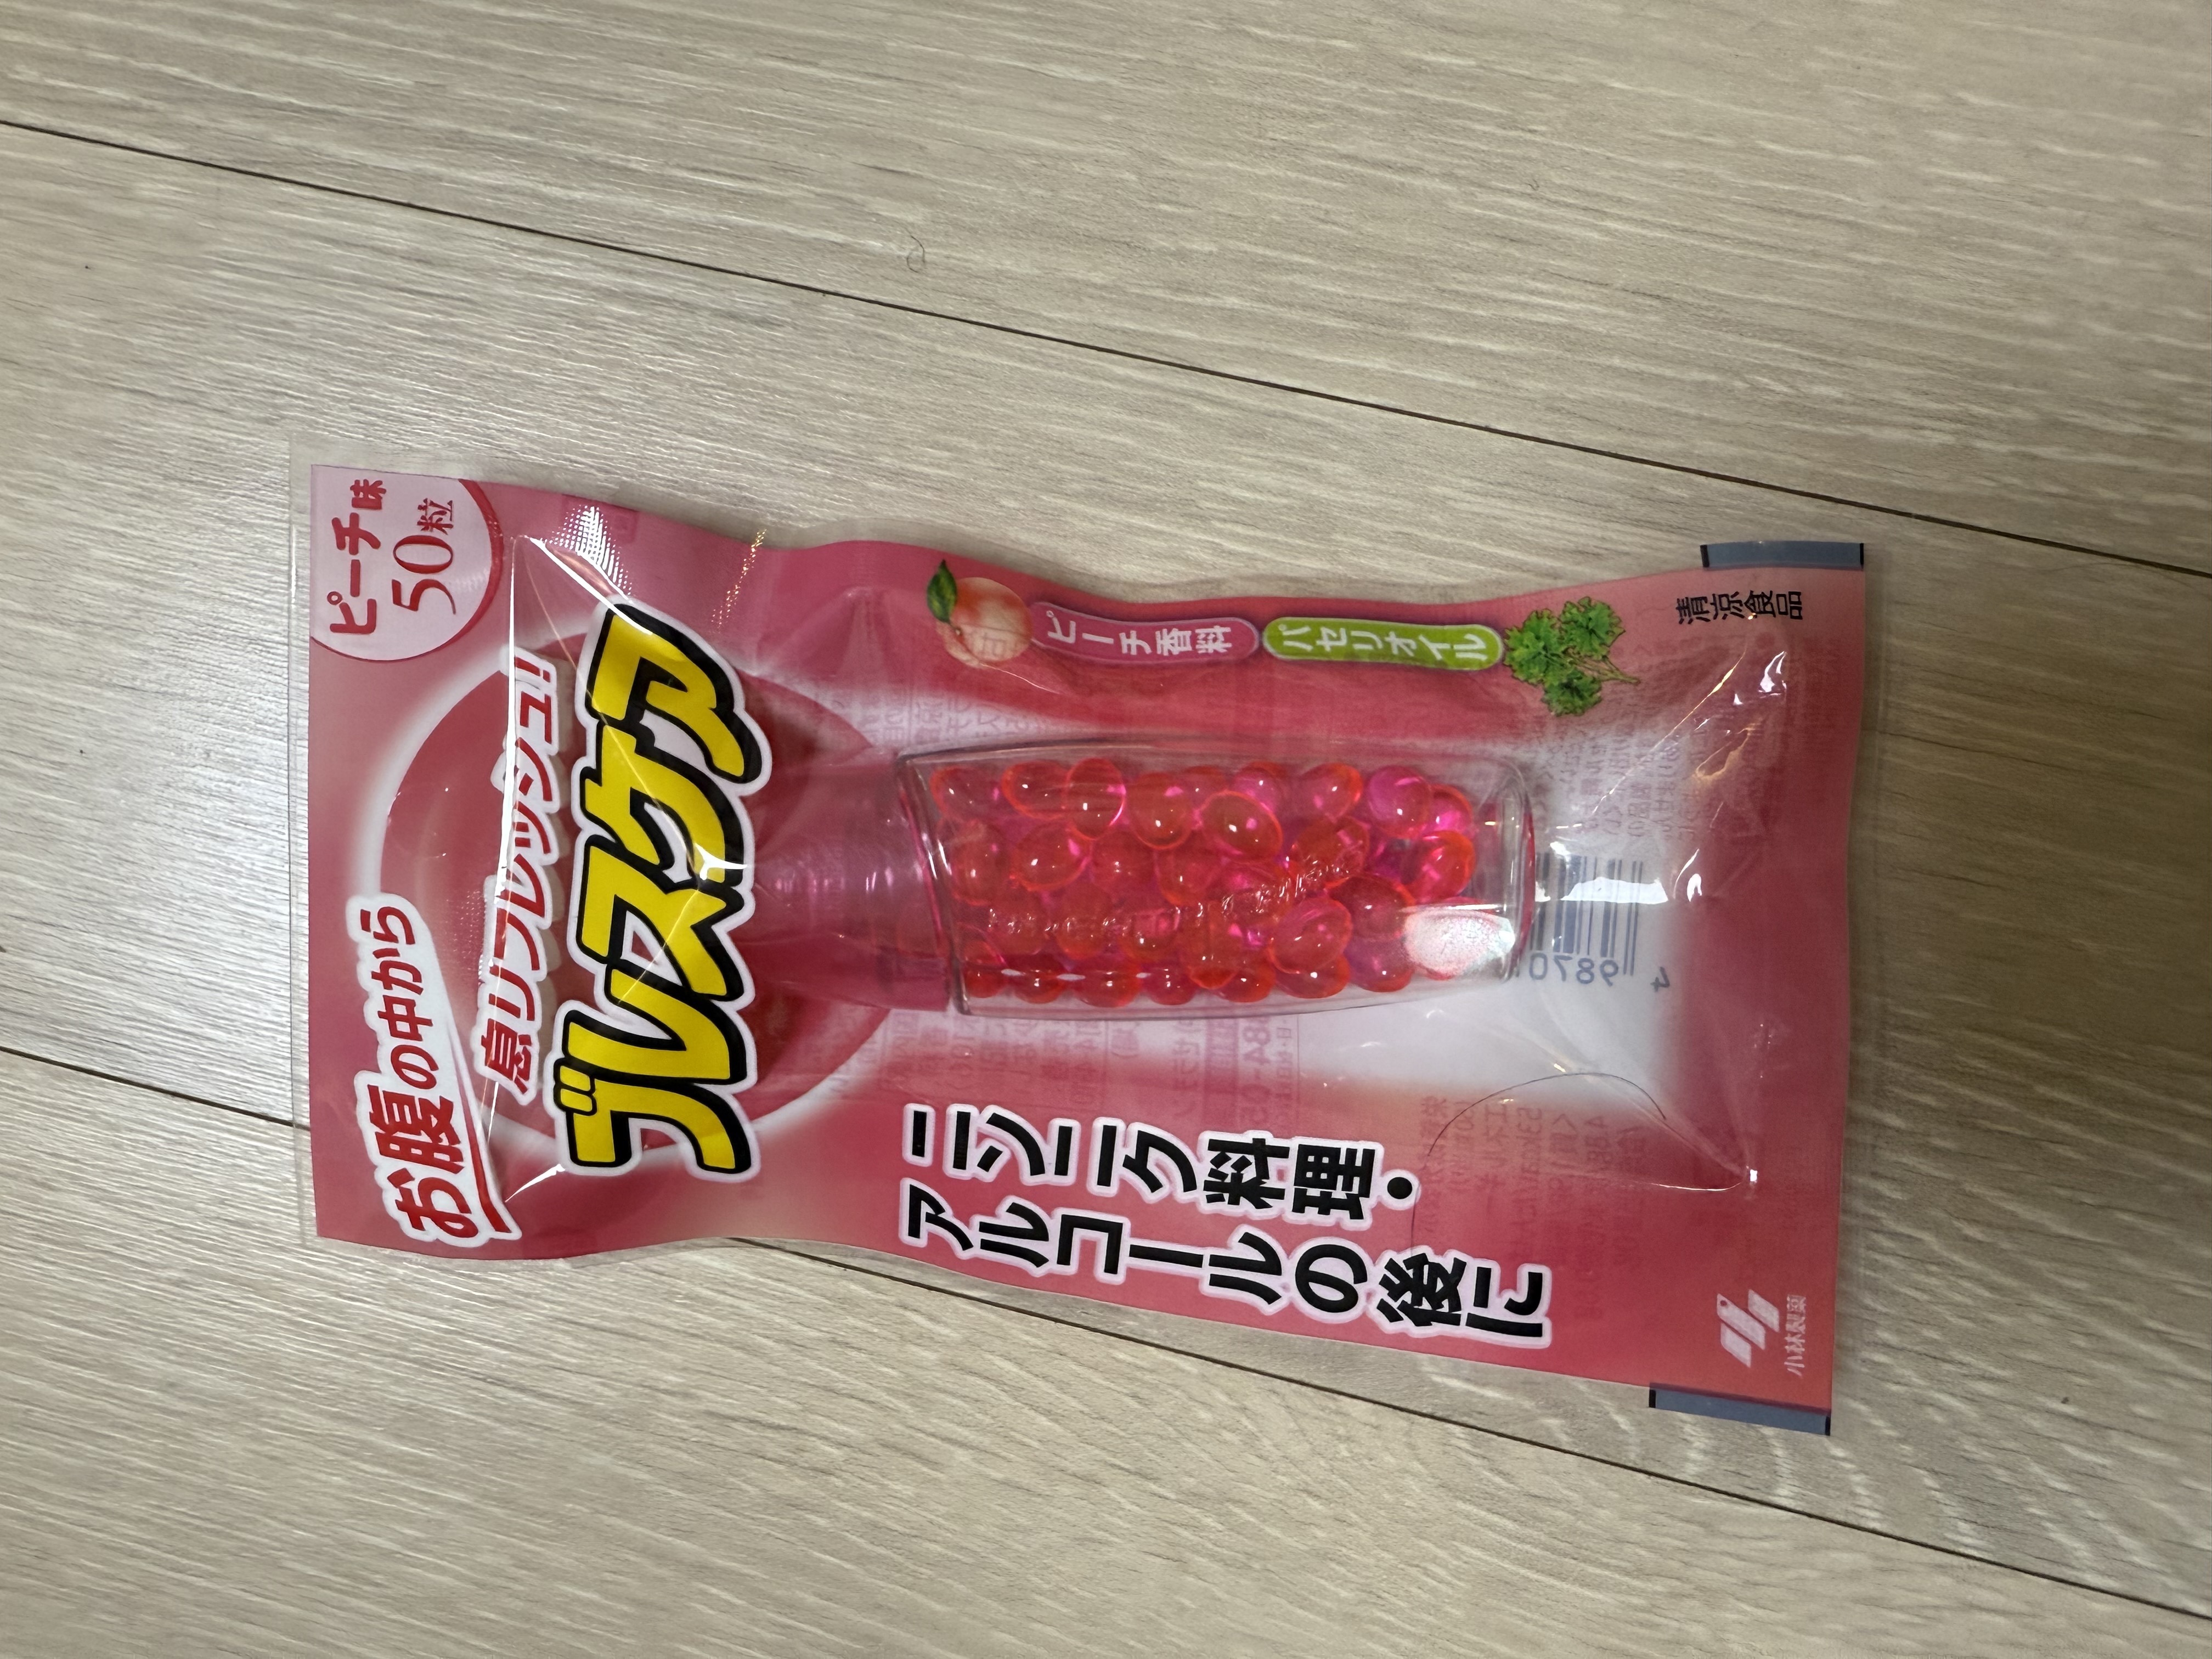 ピーチ味
50粒
お腹の中から
息リフレッシュ!
ブレスケア
ピーチ香料
パセリオイル
ニンニク料理・
アルコールの後に
清涼食品
小林製薬